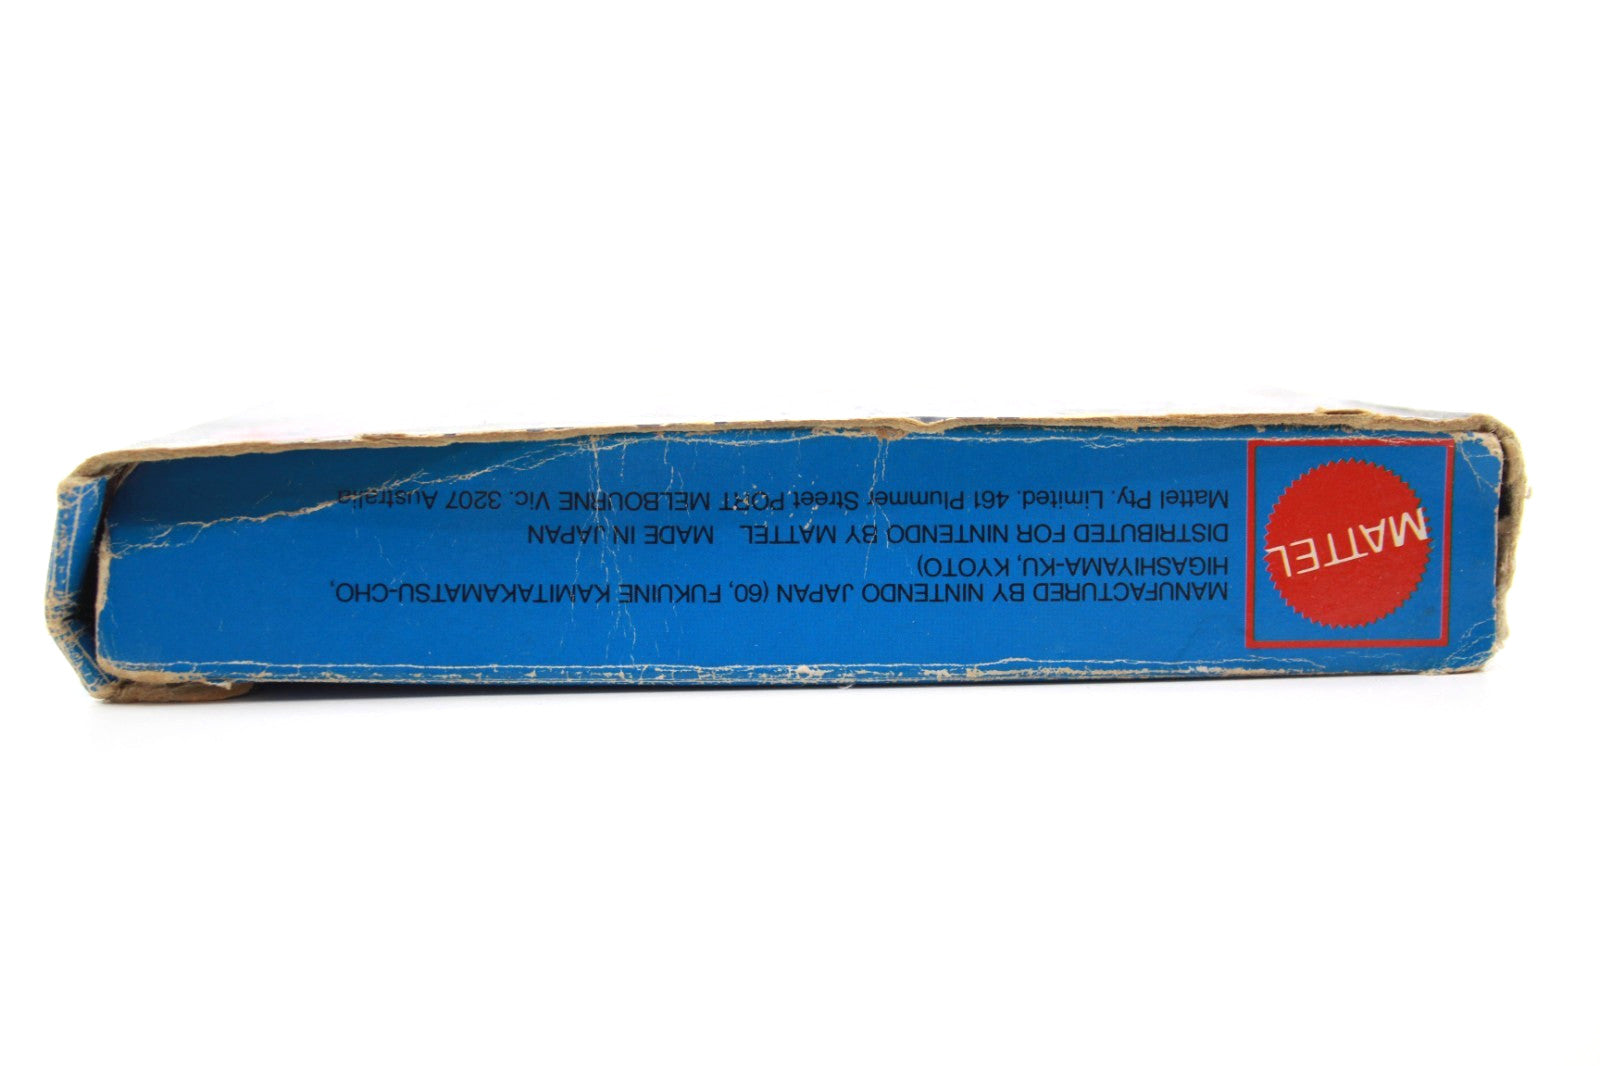 MATTEL
MANUFACTURED BY NINTENDO JAPAN (60, FUKUINE KAMITAKAMATSU-CHO,
HIGASHIYAMA-KU, KYOTO)
DISTRIBUTED FOR NINTENDO BY MATTEL MADE IN JAPAN
Mattel Pty. Limited. 461 Plummer Street PORT MELBOURNE Vic. 3207 Australia